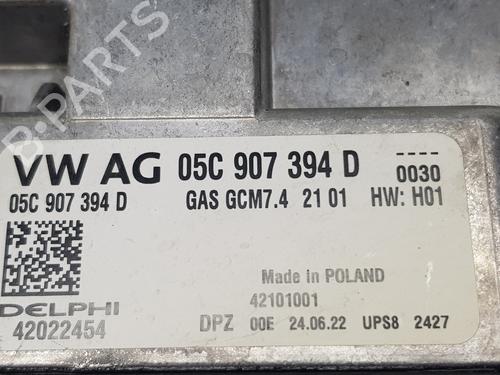 VW AG 05C 907 394 D ----
0030
05C 907 394 D GAS GCM7.4 21 01 HW: H01
Made in POLAND
42101001
DELPHI
42022454 DPZ 00E 24.06.22 UPS8 2427
B-PARTS